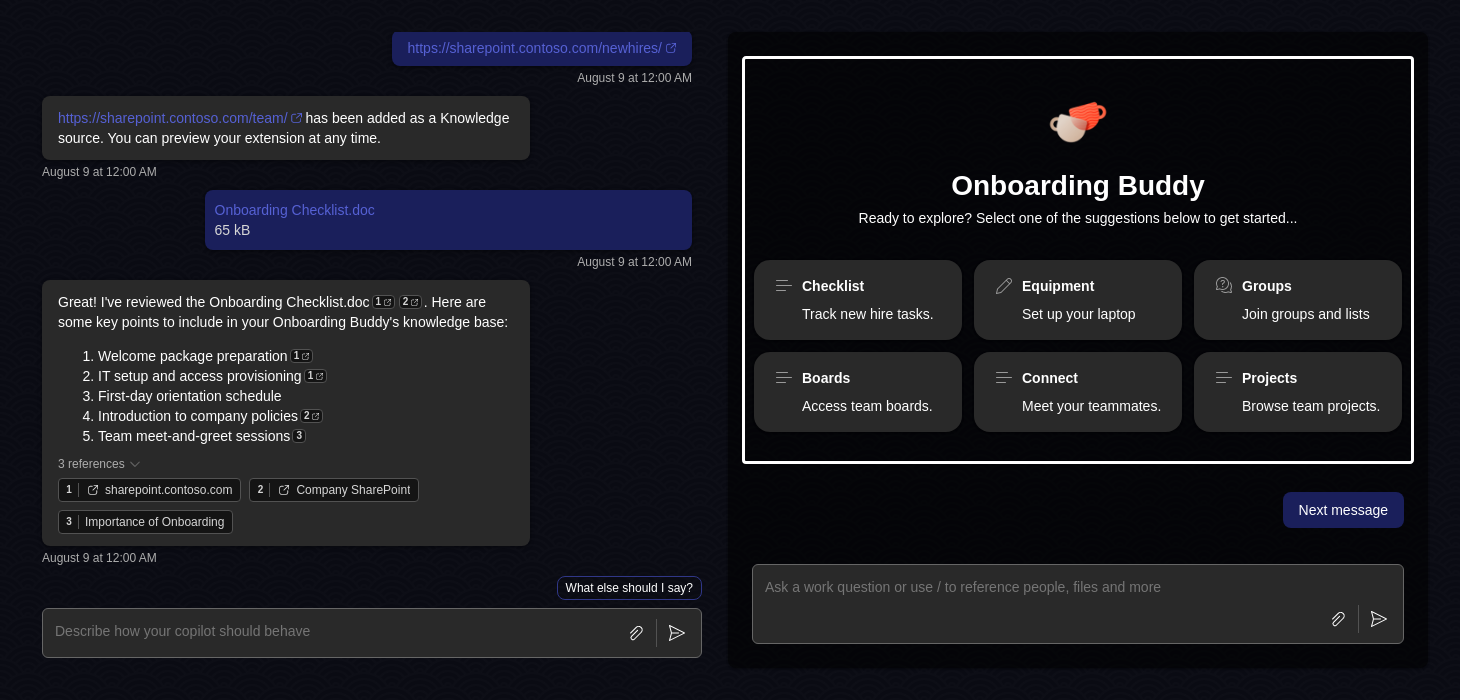 https://sharepoint.contoso.com/newhires/
August 9 at 12:00 AM
https://sharepoint.contoso.com/team/ has been added as a Knowledge
source. You can preview your extension at any time.
August 9 at 12:00 AM
Onboarding Checklist.doc
65 kB
August 9 at 12:00 AM
Great! I've reviewed the Onboarding Checklist.doc 1 2 . Here are
some key points to include in your Onboarding Buddy's knowledge base:
1. Welcome package preparation 1
2. IT setup and access provisioning 1
3. First-day orientation schedule
4. Introduction to company policies 2
5. Team meet-and-greet sessions 3
3 references
1 sharepoint.contoso.com
2 Company SharePoint
3 Importance of Onboarding
August 9 at 12:00 AM
What else should I say?
Describe how your copilot should behave
Onboarding Buddy
Ready to explore? Select one of the suggestions below to get started...
Checklist
Track new hire tasks.
Equipment
Set up your laptop
Groups
Join groups and lists
Boards
Access team boards.
Connect
Meet your teammates.
Projects
Browse team projects.
Next message
Ask a work question or use / to reference people, files and more